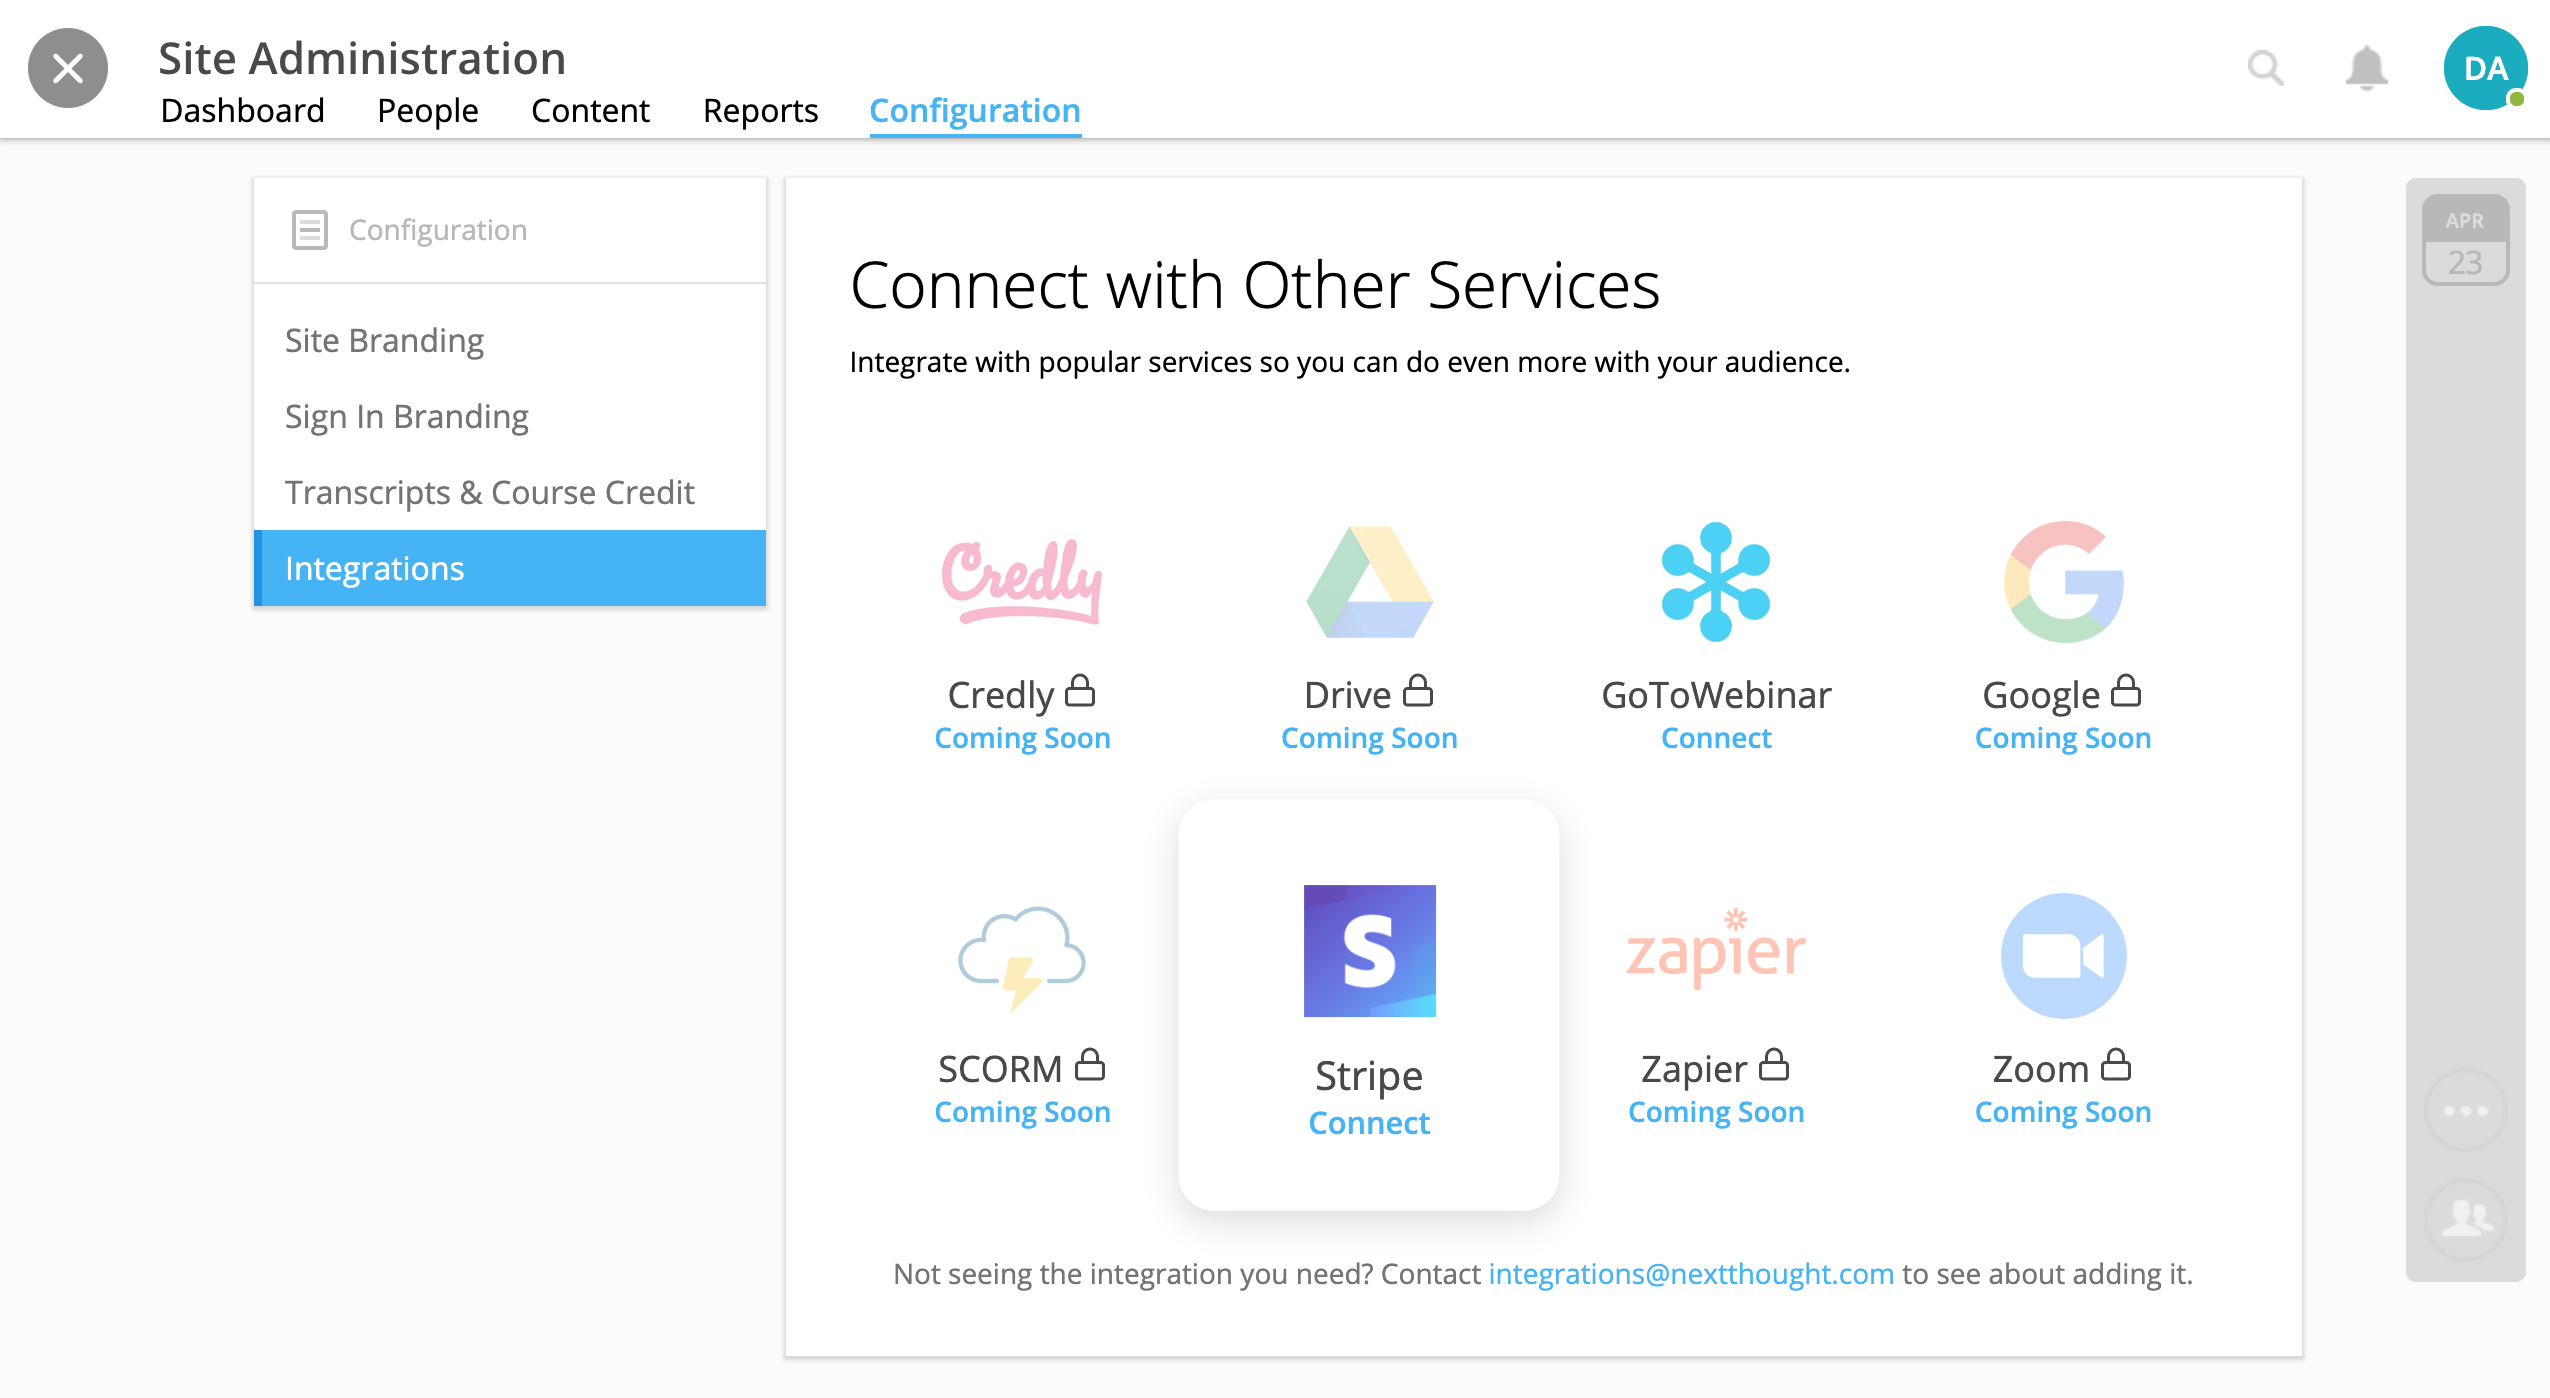 Site Administration
Dashboard People Content Reports Configuration
DA
Configuration
Site Branding
Sign In Branding
Transcripts & Course Credit
Integrations
Connect with Other Services
Integrate with popular services so you can do even more with your audience.
Credly
Credly
Coming Soon
Drive
Coming Soon
GoToWebinar
Connect
G
Google
Coming Soon
SCORM
Coming Soon
S
Stripe
Connect
zapier
Zapier
Coming Soon
Zoom
Coming Soon
Not seeing the integration you need? Contact integrations@nextthought.com to see about adding it.
APR
23